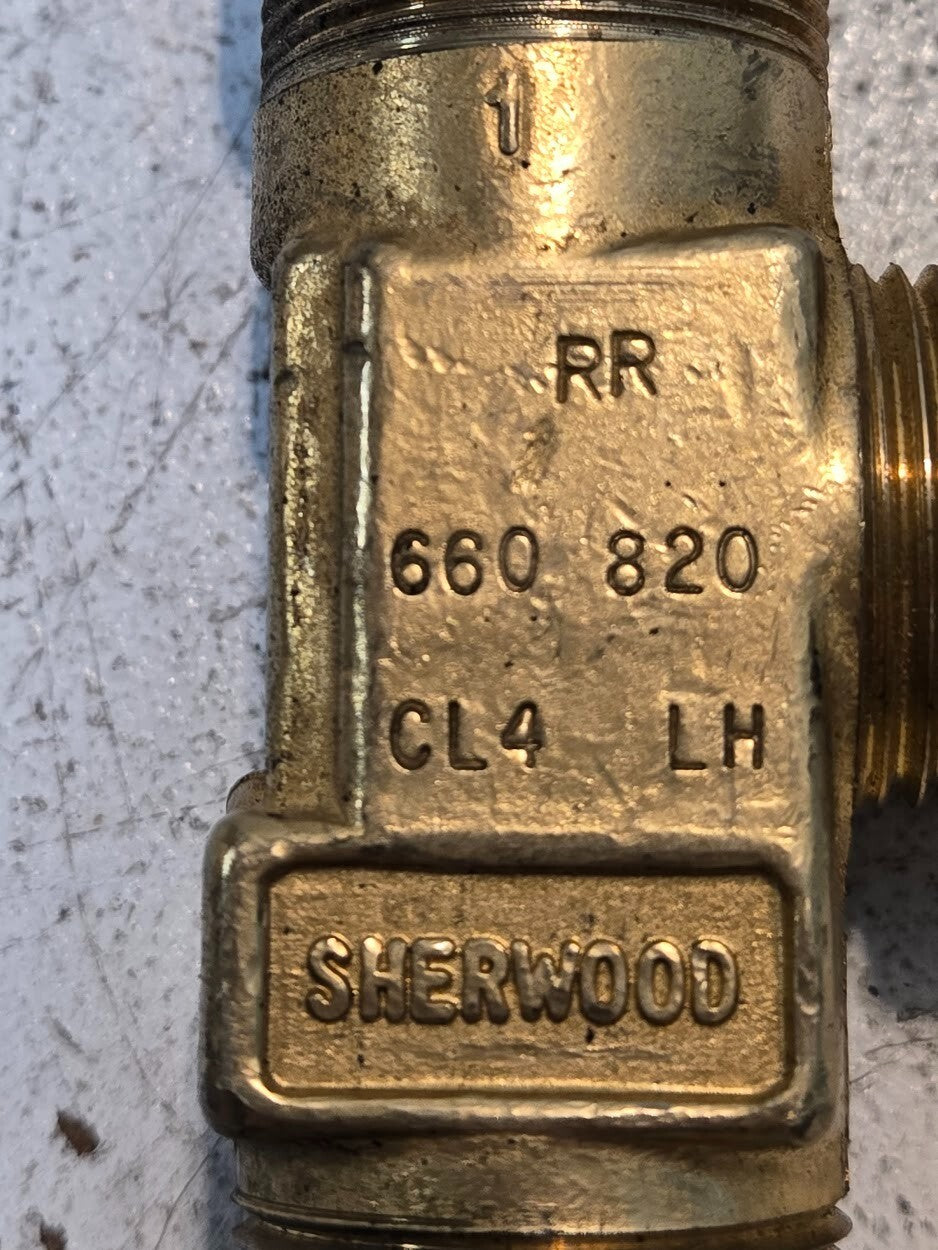 1
RR
660 820
CL4 LH
SHERWOOD